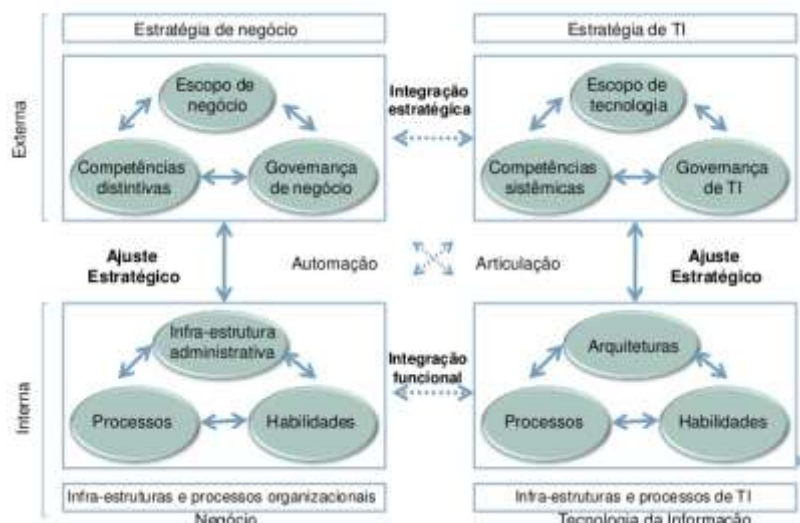 Estratégia de negócio
Estratégia de TI
Externa
Escopo de
negócio
Competências
distintivas
Governança
de negócio
Integração
estratégica
Escopo de
tecnologia
Competências
sistêmicas
Governança
de TI
Ajuste
Estratégico
Automação
Articulação
Ajuste
Estratégico
Interna
Infra-estrutura
administrativa
Processos
Habilidades
Integração
funcional
Arquiteturas
Processos
Habilidades
Infra-estruturas e processos organizacionais
Infra-estruturas e processos de TI
Negócio
Tecnologia da Informação